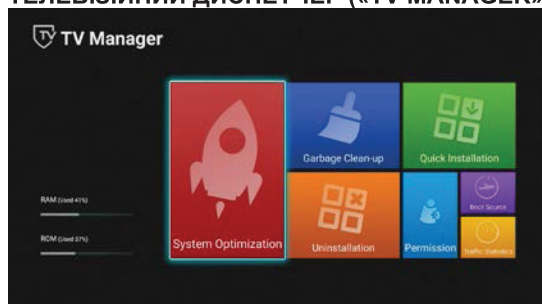 ТЕЛЕВІЗІЙНИЙ ДИСПЕТЧЕР («TV MANAGER»
TV Manager
System Optimization
Garbage Clean-up
Quick Installation
Uninstallation
Permission
Boot Source
Traffic Statistics
RAM (Used 41%)
ROM (Used 37%)